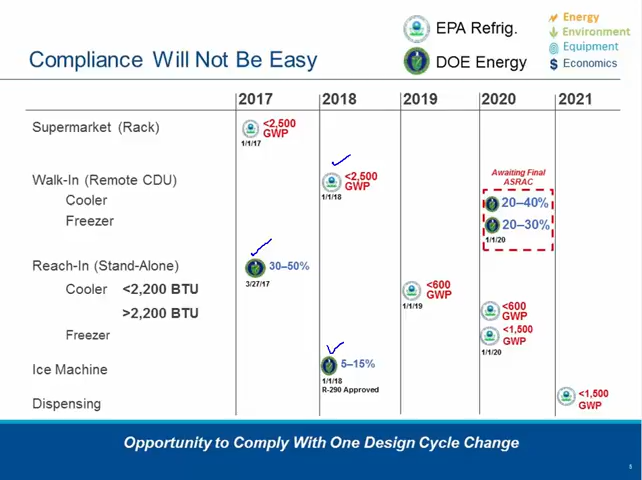 EPA Refrig.
DOE Energy
Energy
Environment
Equipment
$ Economics
Compliance Will Not Be Easy
2017 2018 2019 2020 2021
Supermarket (Rack) <2,500 GWP
1/1/17
Walk-In (Remote CDU) <2,500 GWP
1/1/18
Awaiting Final
ASRAC
Cooler 20–40%
Freezer 20–30%
1/1/20
Reach-In (Stand-Alone) 30–50%
3/27/17
Cooler <2,200 BTU <600 GWP
1/1/19
>2,200 BTU <600 GWP
Freezer <1,500 GWP
1/1/20
Ice Machine 5–15%
1/1/18
R-290 Approved
Dispensing <1,500 GWP
1/1/21
Opportunity to Comply With One Design Cycle Change